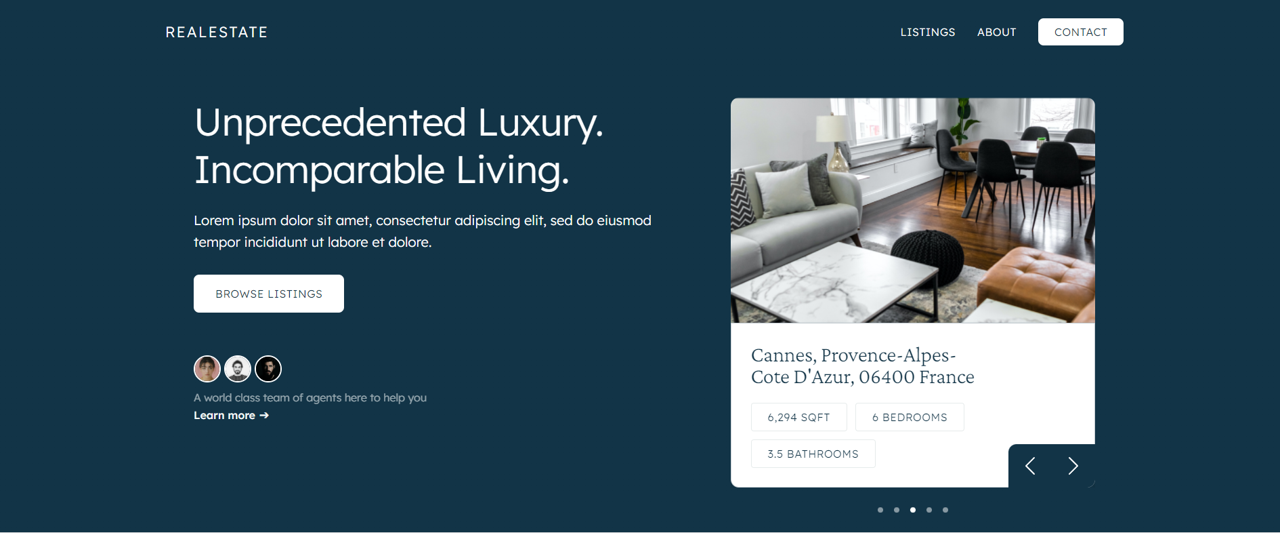 REALESTATE
LISTINGS
ABOUT
CONTACT
Unprecedented Luxury.
Incomparable Living.
Lorem ipsum dolor sit amet, consectetur adipiscing elit, sed do eiusmod
tempor incididunt ut labore et dolore.
BROWSE LISTINGS
A world class team of agents here to help you
Learn more →
Cannes, Provence-Alpes-
Cote D'Azur, 06400 France
6,294 SQFT
6 BEDROOMS
3.5 BATHROOMS